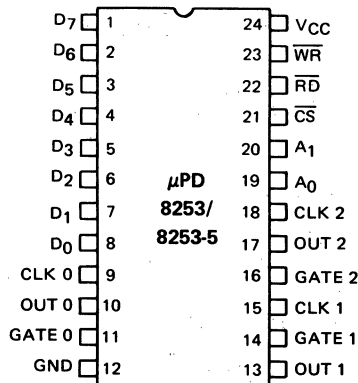 D7 1 24 VCC
D6 2 23 WR
D5 3 22 RD
D4 4 21 CS
D3 5 20 A1
D2 6 µPD 19 A0
D1 7 8253/ 18 CLK 2
D0 8 8253-5 17 OUT 2
CLK 0 9 16 GATE 2
OUT 0 10 15 CLK 1
GATE 0 11 14 GATE 1
GND 12 13 OUT 1